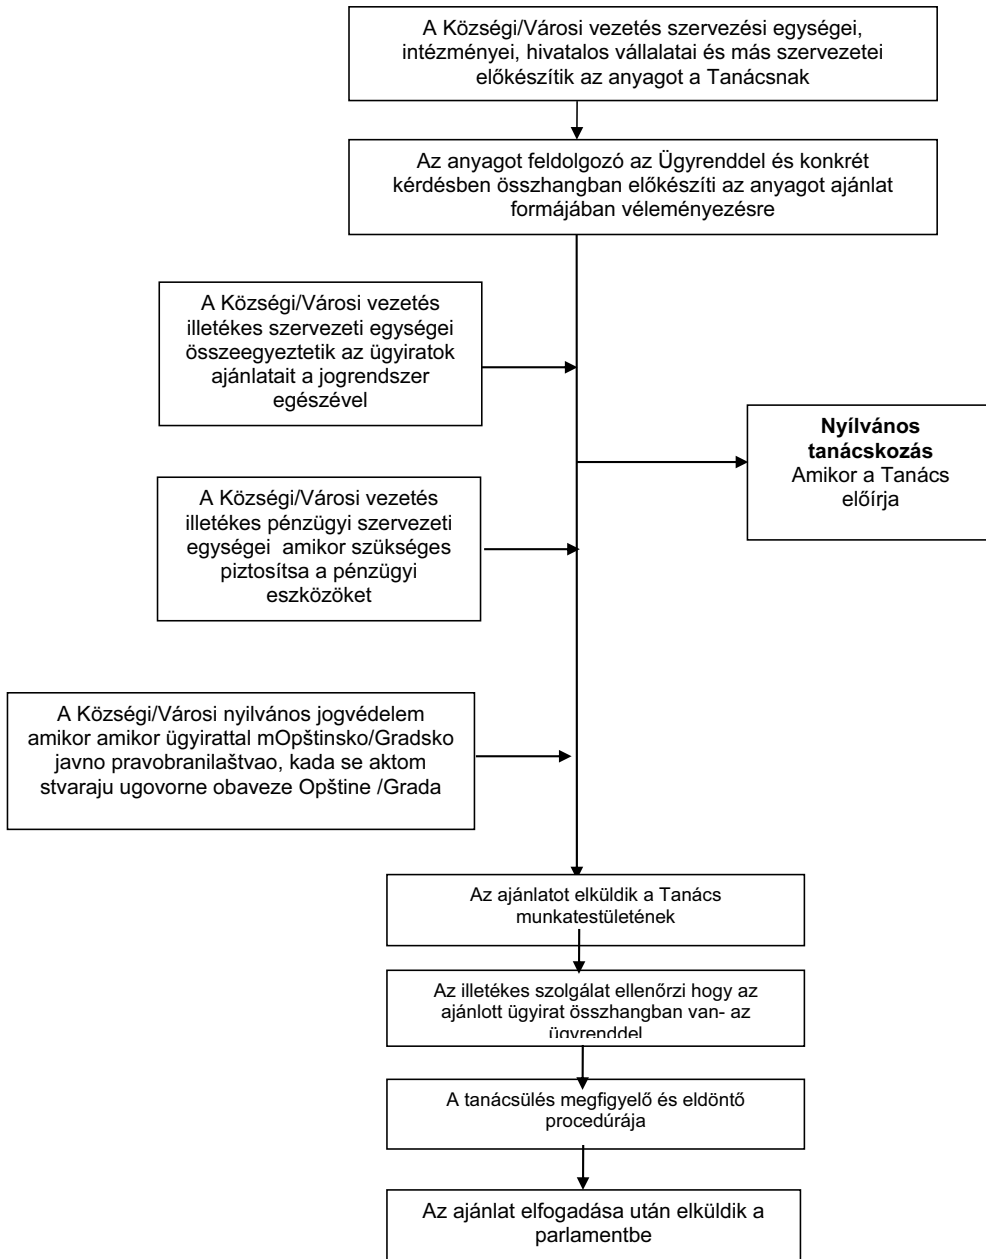 A Községi/Városi vezetés szervezési egységei,
intézményei, hivatalos vállalatai és más szervezetei
előkészítik az anyagot a Tanácsnak
Az anyagot feldolgozó az Ügyrenddel és konkrét
kérdésben összhangban előkészíti az anyagot ajánlat
formájában véleményezésre
A Községi/Városi vezetés
illetékes szervezeti egységei
összeegyeztetik az ügyiratok
ajánlatait a jogrendszer
egészével
Nyílvános
tanácskozás
Amikor a Tanács
előírja
A Községi/Városi vezetés
illetékes pénzügyi szervezeti
egységei amikor szükséges
piztosítsa a pénzügyi
eszközöket
A Községi/Városi nyilvános jogvédelem
amikor amikor ügyirattal mOpštinsko/Gradsko
javno pravobranilaštvao, kada se aktom
stvaraju ugovorne obaveze Opštine /Grada
Az ajánlatot elküldik a Tanács
munkatestületének
Az illetékes szolgálat ellenőrzi hogy az
ajánlott ügyirat összhangban van- az
ügyrenddel
A tanácsülés megfigyelő és eldöntő
procedúrája
Az ajánlat elfogadása után elküldik a
parlamentbe